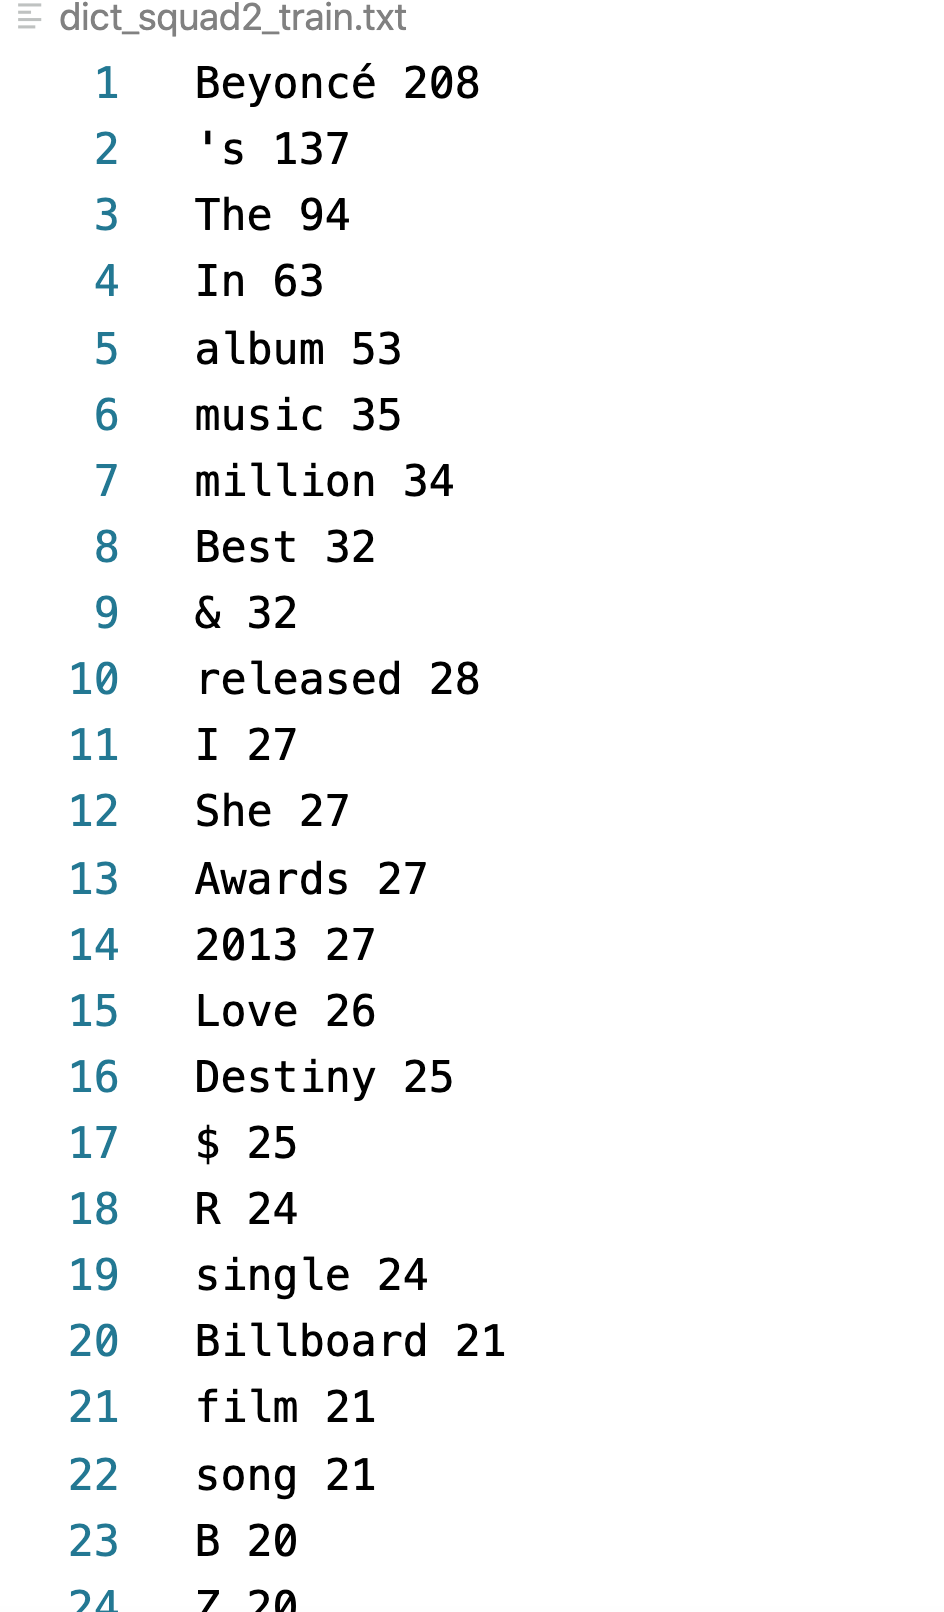 dict_squad2_train.txt
1 Beyoncé 208
2 's 137
3 The 94
4 In 63
5 album 53
6 music 35
7 million 34
8 Best 32
9 & 32
10 released 28
11 I 27
12 She 27
13 Awards 27
14 2013 27
15 Love 26
16 Destiny 25
17 $ 25
18 R 24
19 single 24
20 Billboard 21
21 film 21
22 song 21
23 B 20
24 Z 20